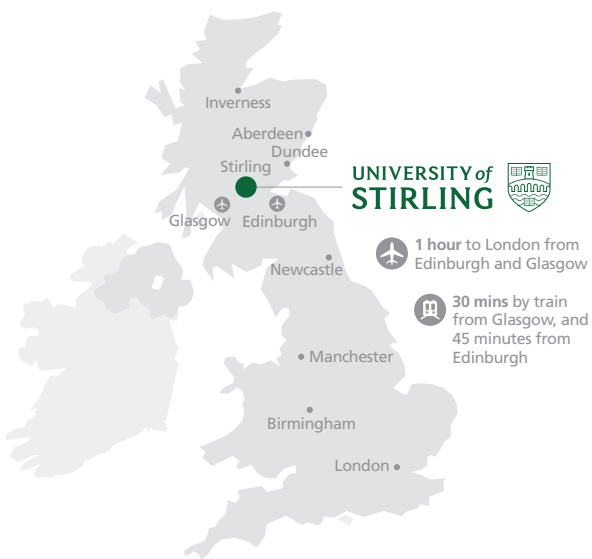 Inverness
Aberdeen
Dundee
Stirling
UNIVERSITY of
STIRLING
Glasgow
Edinburgh
1 hour to London from
Edinburgh and Glasgow
Newcastle
30 mins by train
from Glasgow, and
45 minutes from
Edinburgh
Manchester
Birmingham
London